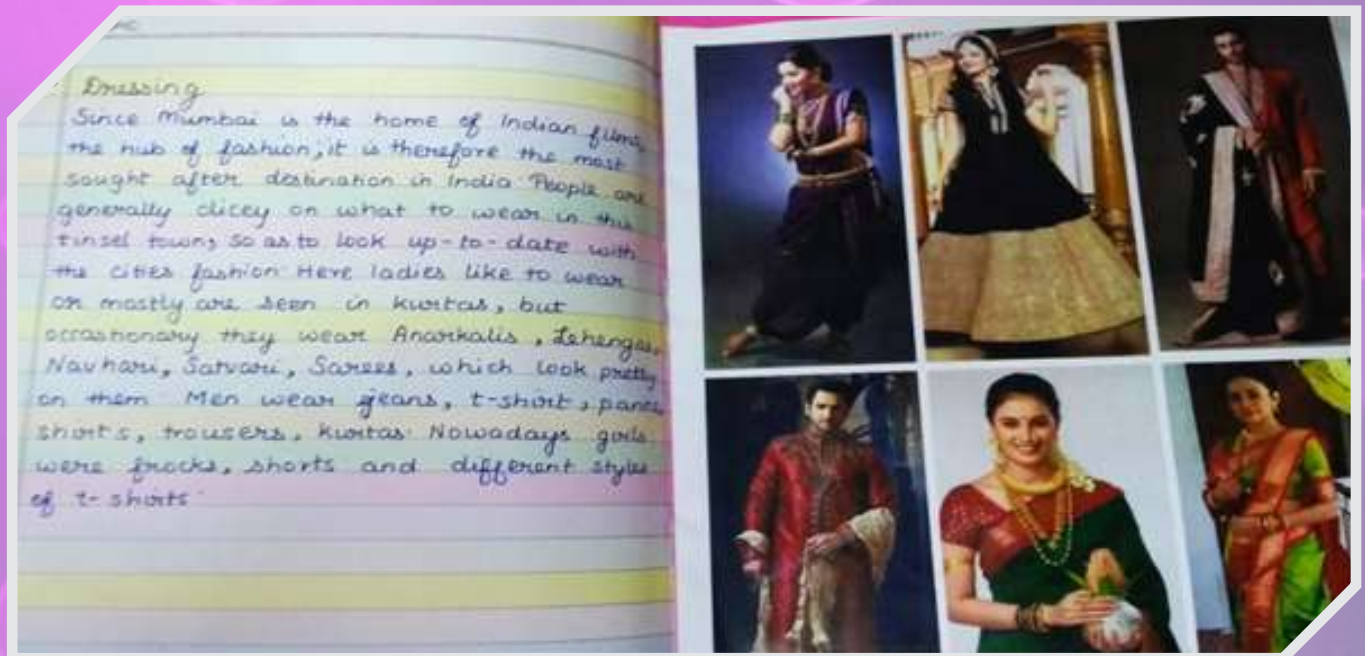 Dressing
Since Mumbai is the home of Indian films,
the hub of fashion, it is therefore the most
sought after destination in India People are
generally dicey on what to wear in this
tinsel town, so as to look up-to-date with
the cities fashion Here ladies like to wear
or mostly are seen in kurtas, but
occashionary they wear Anarkalis, Lehengas,
Navhari, Satvari, Sarees, which look pretty
on them Men wear jeans, t-shirt, pants,
shorts, trousers, kurtas Nowadays girls
were frocks, shorts and different styles
of t-shirts